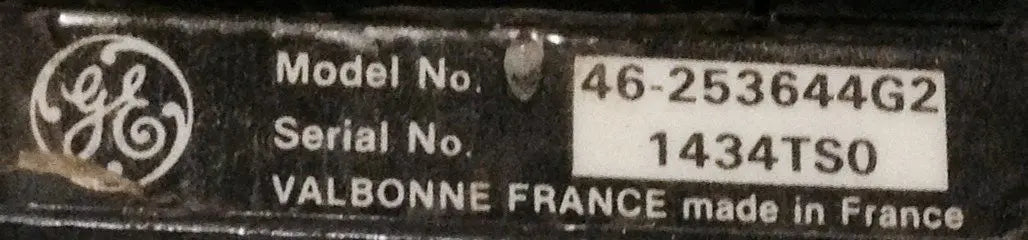 GE
Model No. 46-253644G2
Serial No. 1434TS0
VALBONNE FRANCE made in France